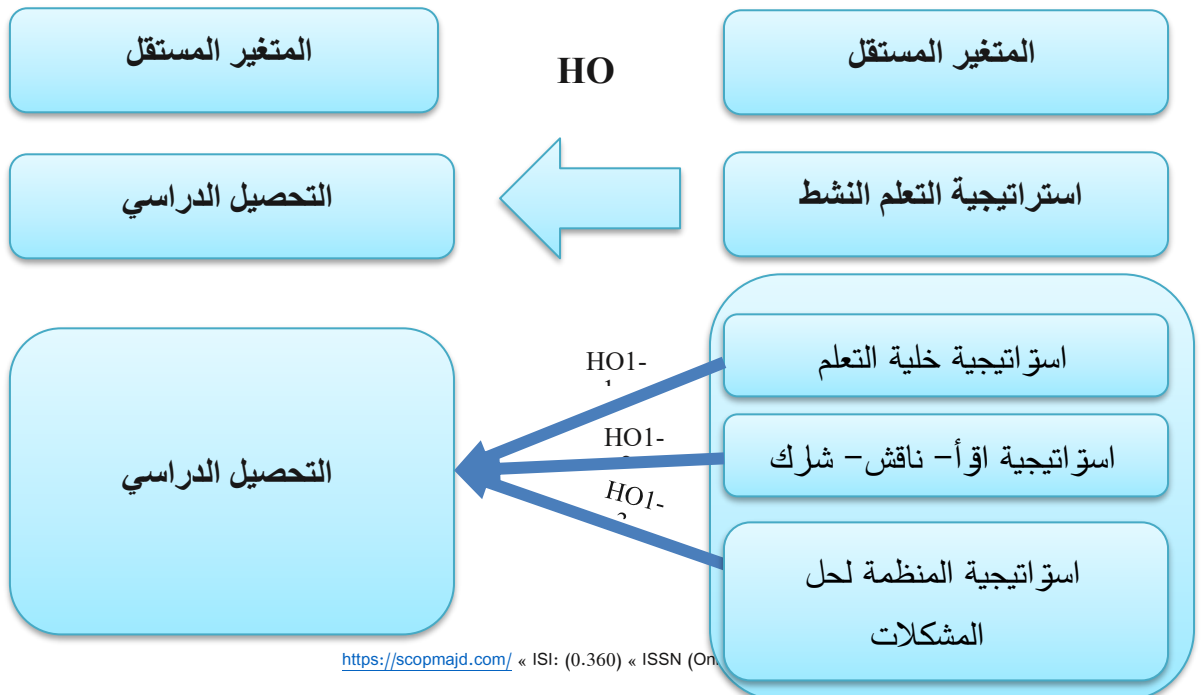 المتغير المستقل
HO
المتغير المستقل
استراتيجية التعلم النشط
التحصيل الدراسي
استراتيجية خلية التعلم
HO1-
استراتيجية اقرأ– ناقش– شارك
HO1-
التحصيل الدراسي
HO1-
استراتيجية المنظمة لحل
المشكلات
https://scopmajd.com/ « ISI: (0.360) « ISSN (On